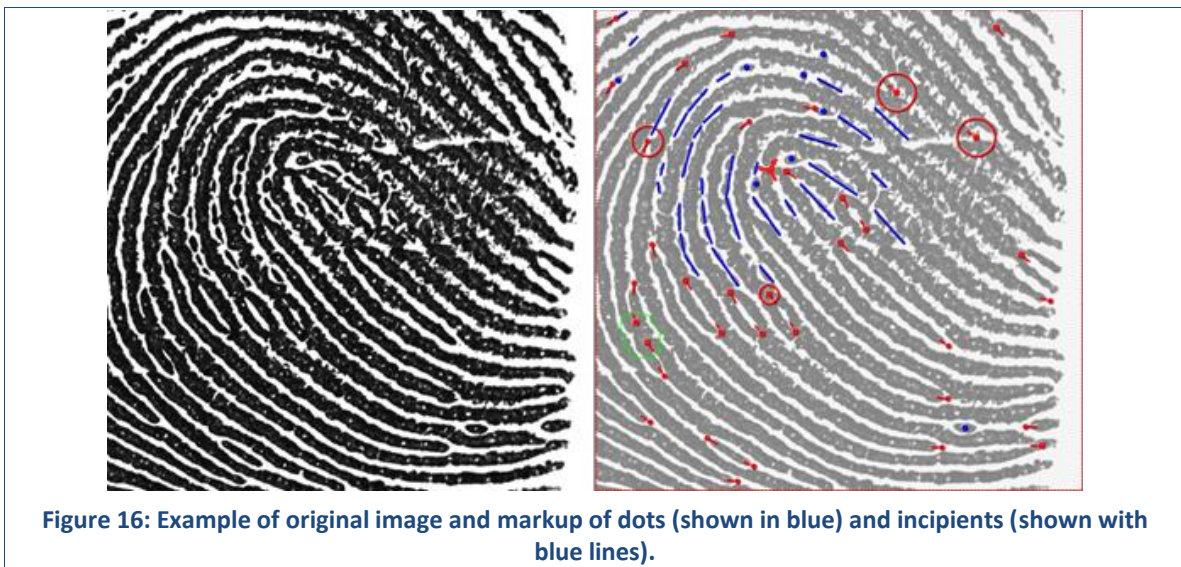 Figure 16: Example of original image and markup of dots (shown in blue) and incipients (shown with
blue lines).